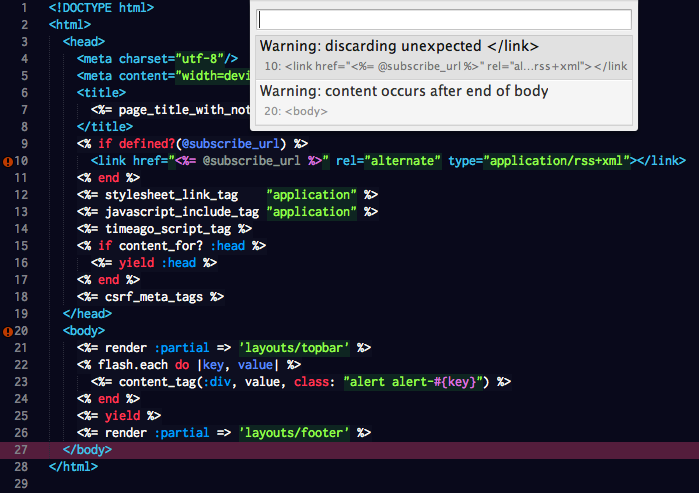 1 <!DOCTYPE html>
2 <html>
3 <head>
4 <meta charset="utf-8"/>
5 <meta content="width=devi
6 <title>
7 <%= page_title_with_not
8 </title>
9 <% if defined?(@subscribe_url) %>
10 <link href="<%= @subscribe_url %>" rel="alternate" type="application/rss+xml"></link>
11 <% end %>
12 <%= stylesheet_link_tag "application" %>
13 <%= javascript_include_tag "application" %>
14 <%= timeago_script_tag %>
15 <% if content_for? :head %>
16 <%= yield :head %>
17 <% end %>
18 <%= csrf_meta_tags %>
19 </head>
20 <body>
21 <%= render :partial => 'layouts/topbar' %>
22 <% flash.each do |key, value| %>
23 <%= content_tag(:div, value, class: "alert alert-#{key}") %>
24 <% end %>
25 <%= yield %>
26 <%= render :partial => 'layouts/footer' %>
27 </body>
28 </html>
29
Warning: discarding unexpected </link>
10: <link href="<%= @subscribe_url %>" rel="al...rss+xml"></link
Warning: content occurs after end of body
20: <body>